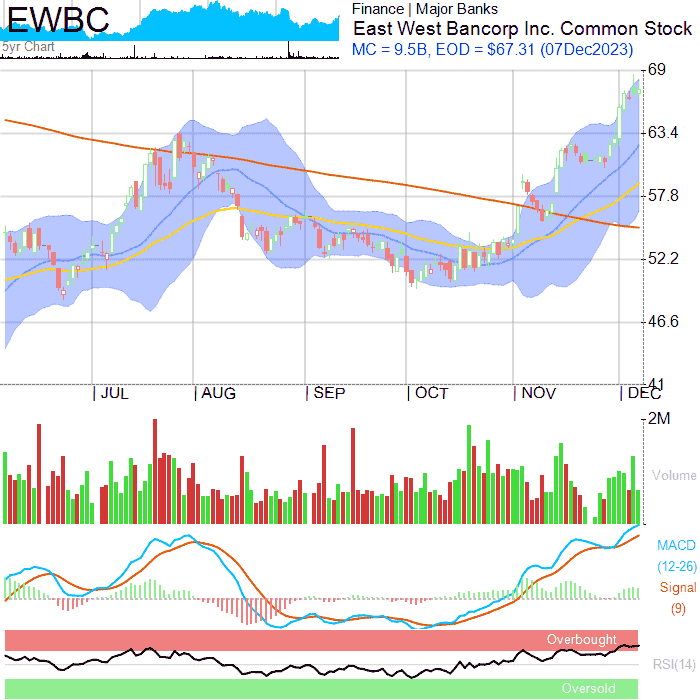 EWBC
5yr Chart
Finance | Major Banks
East West Bancorp Inc. Common Stock
MC = 9.5B, EOD = $67.31 (07Dec2023)
69
63.4
57.8
52.2
46.6
41
JUL AUG SEP OCT NOV DEC
2M
Volume
MACD
(12-26)
Signal
(9)
Overbought
RSI(14)
Oversold